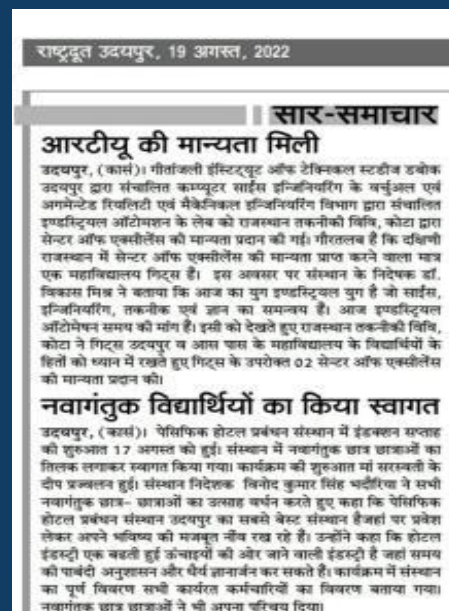 राष्ट्रदूत उदयपुर, 19 अगस्त, 2022
सार-समाचार
आरटीयू की मान्यता मिली
उदयपुर, (कासं)। गीतांजली इंस्टिट्यूट ऑफ टेक्निकल स्टडीज डबोक
उदयपुर द्वारा संचालित कम्प्यूटर साईंस इन्जिनियरिंग के वर्चुअल एवं
अगमेन्टेड रियलिटी एवं मैकेनिकल इन्जिनियरिंग विभाग द्वारा संचालित
इण्डस्ट्रियल ऑटोमशन के लेब को राजस्थान तकनीकी विवि, कोटा द्वारा
सेन्टर ऑफ एक्सीलेंस की मान्यता प्रदान की गई। गौरतलब है कि दक्षिणी
राजस्थान में सेन्टर ऑफ एक्सीलेंस की मान्यता प्राप्त करने वाला मात्र
एक महाविद्यालय गिट्स है। इस अवसर पर संस्थान के निदेषक डॉ.
विकास मिश्र ने बताया कि आज का युग इण्डस्ट्रियल युग है जो साईंस,
इन्जिनियरिंग, तकनीक एवं ज्ञान का समन्वय है। आज इण्डस्ट्रियल
ऑटोमेषन समय की मांग है। इसी को देखते हुए राजस्थान तकनीकी विवि,
कोटा ने गिट्स उदयपुर व आस पास के महाविद्यालय के विद्यार्थियों के
हितों को ध्यान में रखते हुए गिट्स के उपरोक्त 02 सेन्टर ऑफ एक्सीलेंस
की मान्यता प्रदान की।
नवागंतुक विद्यार्थियों का किया स्वागत
उदयपुर, (कासं)। पेसिफिक होटल प्रबंधन संस्थान में इंडक्शन सप्ताह
की शुरुआत 17 अगस्त को हुई। संस्थान में नवागंतुक छात्र छात्राओं का
तिलक लगाकर स्वागत किया गया। कार्यक्रम की शुरुआत मां सरस्वती के
दीप प्रज्वलन हुई। संस्थान निदेशक विनोद कुमार सिंह भदौरिया ने सभी
नवागंतुक छात्र- छात्राओं का उत्साह वर्धन करते हुए कहा कि पेसिफिक
होटल प्रबंधन संस्थान उदयपुर का सबसे बेस्ट संस्थान हैजहां पर प्रवेश
लेकर अपने भविष्य की मजबूत नींव रख रहे हैं। उन्होंने कहा कि होटल
इंडस्ट्री एक बढती हुई ऊंचाइयों की ओर जाने वाली इंडस्ट्री है जहां समय
की पाबंदी अनुशासन और धैर्य ज्ञानार्जन कर सकते हैं। कार्यक्रम में संस्थान
का पूर्ण विवरण सभी कार्यरत कर्मचारियों का विवरण बताया गया।
नवागंतुक छात्र छात्राओं ने भी अपना परिचय दिया।